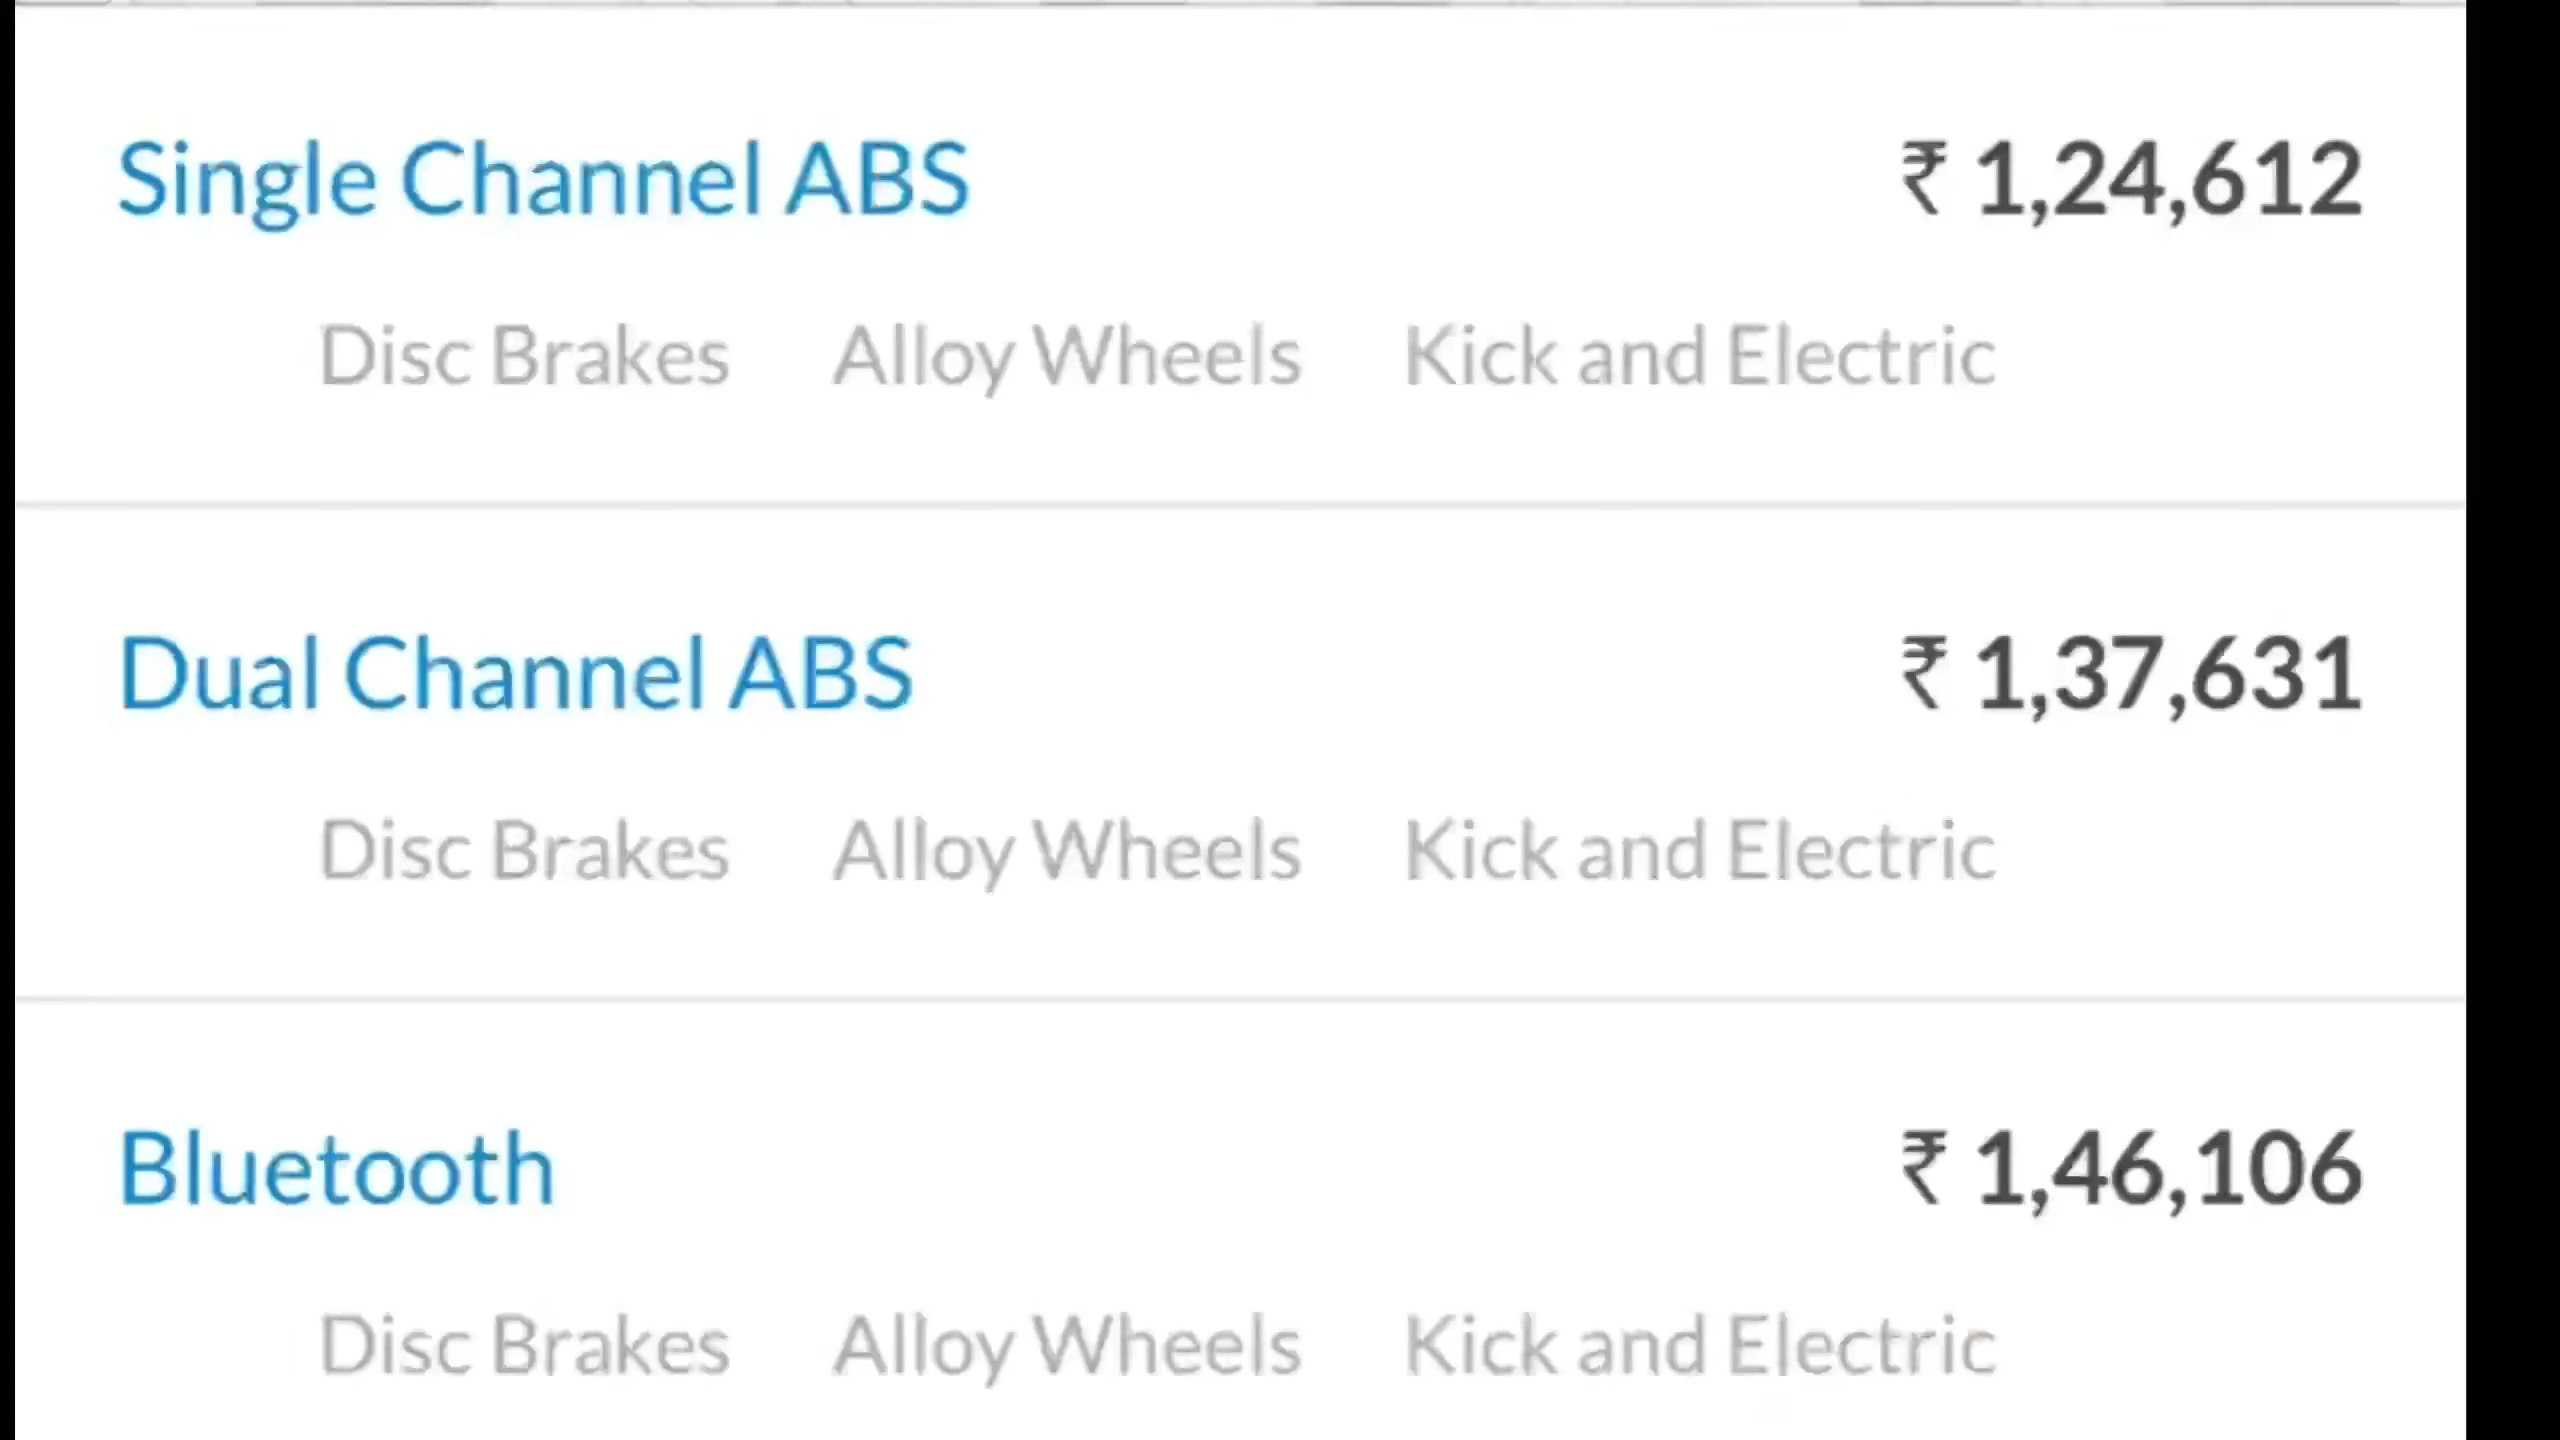 Single Channel ABS ₹ 1,24,612
Disc Brakes Alloy Wheels Kick and Electric
Dual Channel ABS ₹ 1,37,631
Disc Brakes Alloy Wheels Kick and Electric
Bluetooth ₹ 1,46,106
Disc Brakes Alloy Wheels Kick and Electric